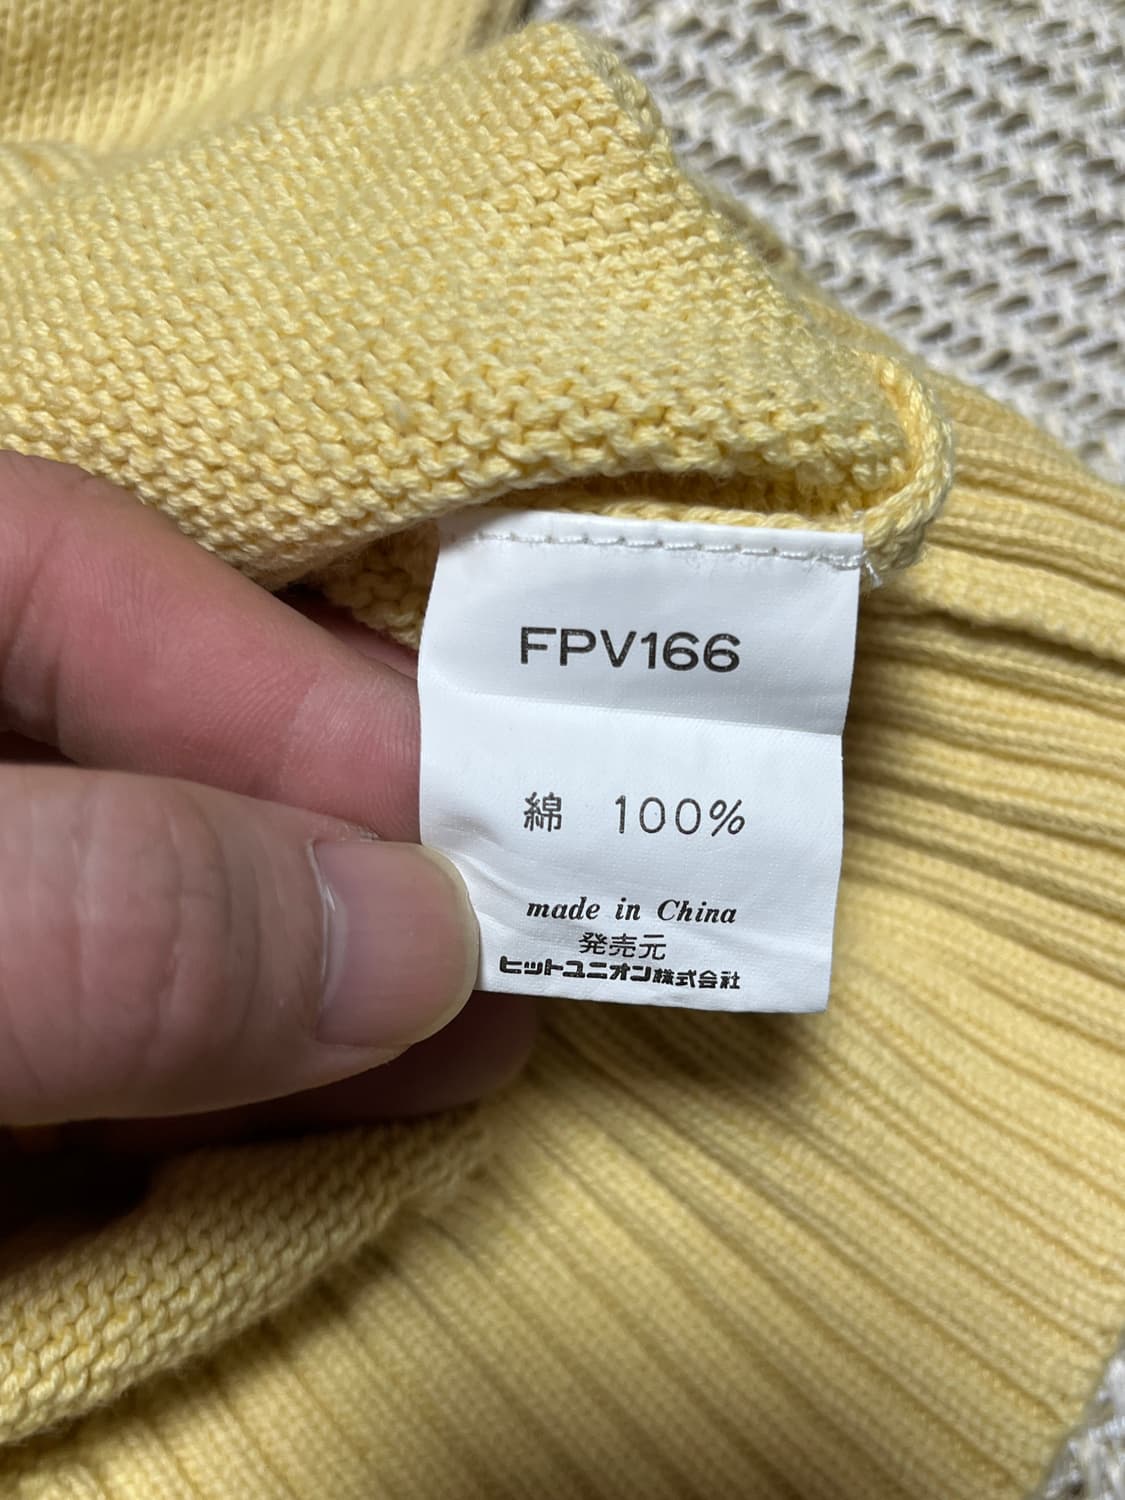 FPV166
綿 100%
made in China
発売元
ヒットユニオン株式会社